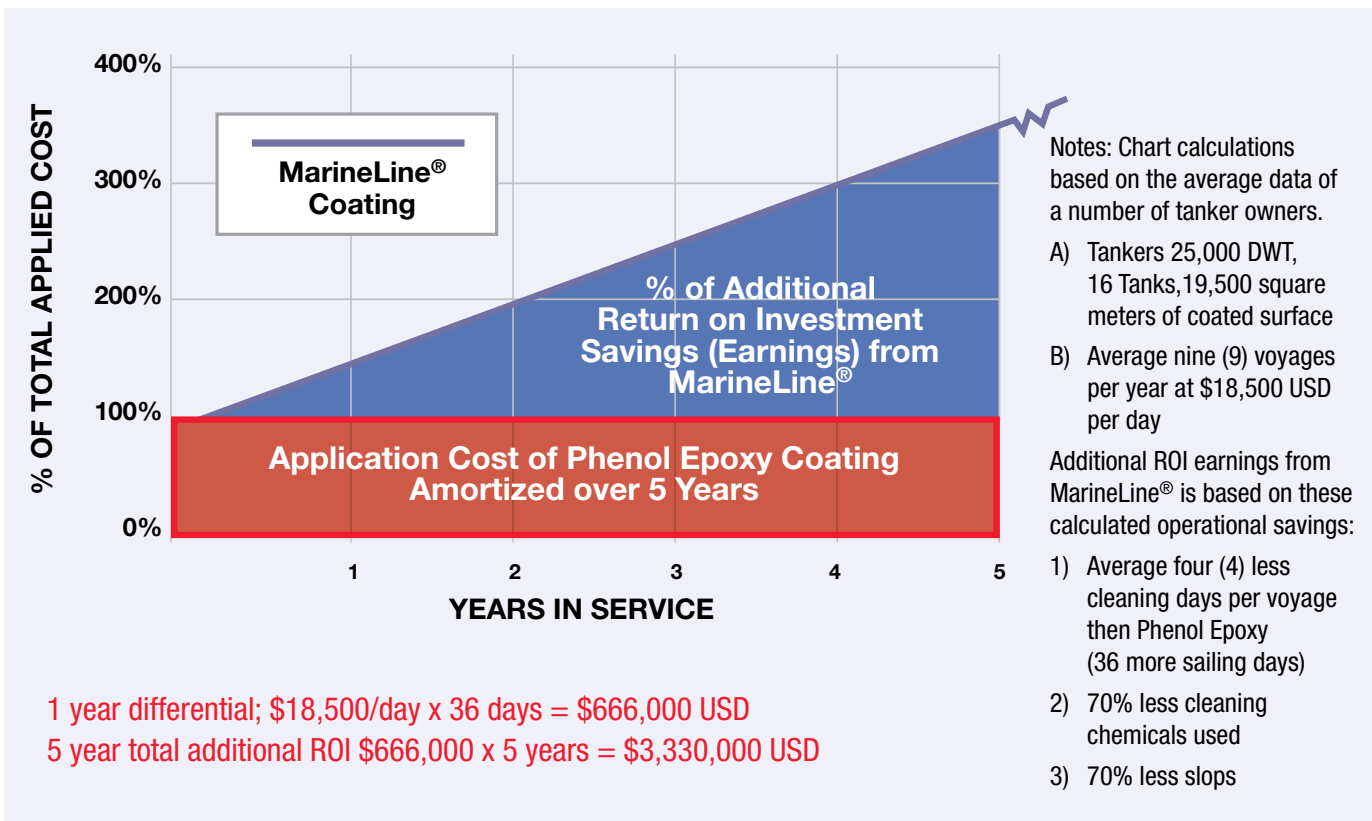 400%
300%
200%
100%
0%
% OF TOTAL APPLIED COST
MarineLine®
Coating
% of Additional
Return on Investment
Savings (Earnings) from
MarineLine®
Application Cost of Phenol Epoxy Coating
Amortized over 5 Years
1 2 3 4 5
YEARS IN SERVICE
1 year differential; $18,500/day x 36 days = $666,000 USD
5 year total additional ROI $666,000 x 5 years = $3,330,000 USD
Notes: Chart calculations
based on the average data of
a number of tanker owners.
A) Tankers 25,000 DWT,
16 Tanks,19,500 square
meters of coated surface
B) Average nine (9) voyages
per year at $18,500 USD
per day
Additional ROI earnings from
MarineLine® is based on these
calculated operational savings:
1) Average four (4) less
cleaning days per voyage
then Phenol Epoxy
(36 more sailing days)
2) 70% less cleaning
chemicals used
3) 70% less slops